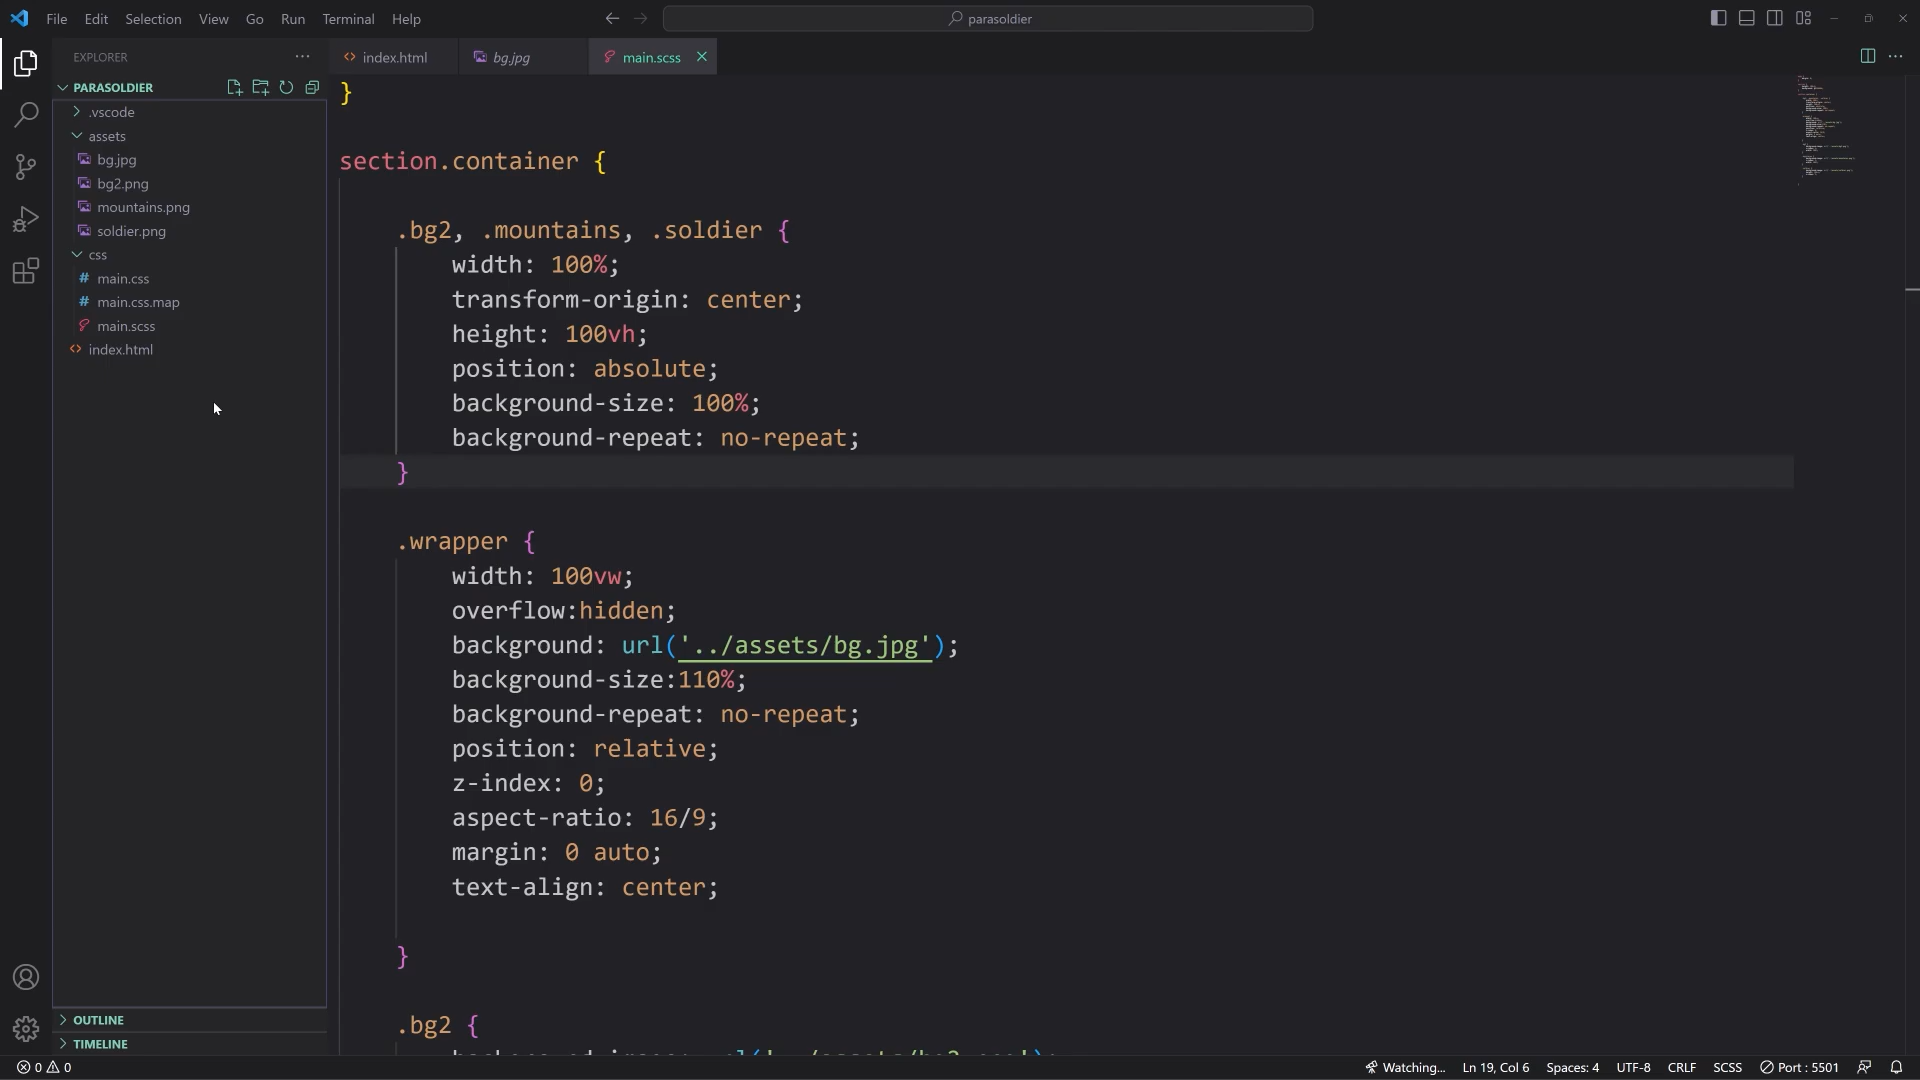 File Edit Selection View Go Run Terminal Help
parasoldier
EXPLORER
PARASOLDIER
.vscode
assets
bg.jpg
bg2.png
mountains.png
soldier.png
css
main.css
main.css.map
main.scss
index.html
OUTLINE
TIMELINE
index.html bg.jpg main.scss
}
section.container {
.bg2, .mountains, .soldier {
width: 100%;
transform-origin: center;
height: 100vh;
position: absolute;
background-size: 100%;
background-repeat: no-repeat;
}
.wrapper {
width: 100vw;
overflow:hidden;
background: url('../assets/bg.jpg');
background-size:110%;
background-repeat: no-repeat;
position: relative;
z-index: 0;
aspect-ratio: 16/9;
margin: 0 auto;
text-align: center;
}
.bg2 {
0 0 Watching... Ln 19, Col 6 Spaces: 4 UTF-8 CRLF SCSS Port : 5501